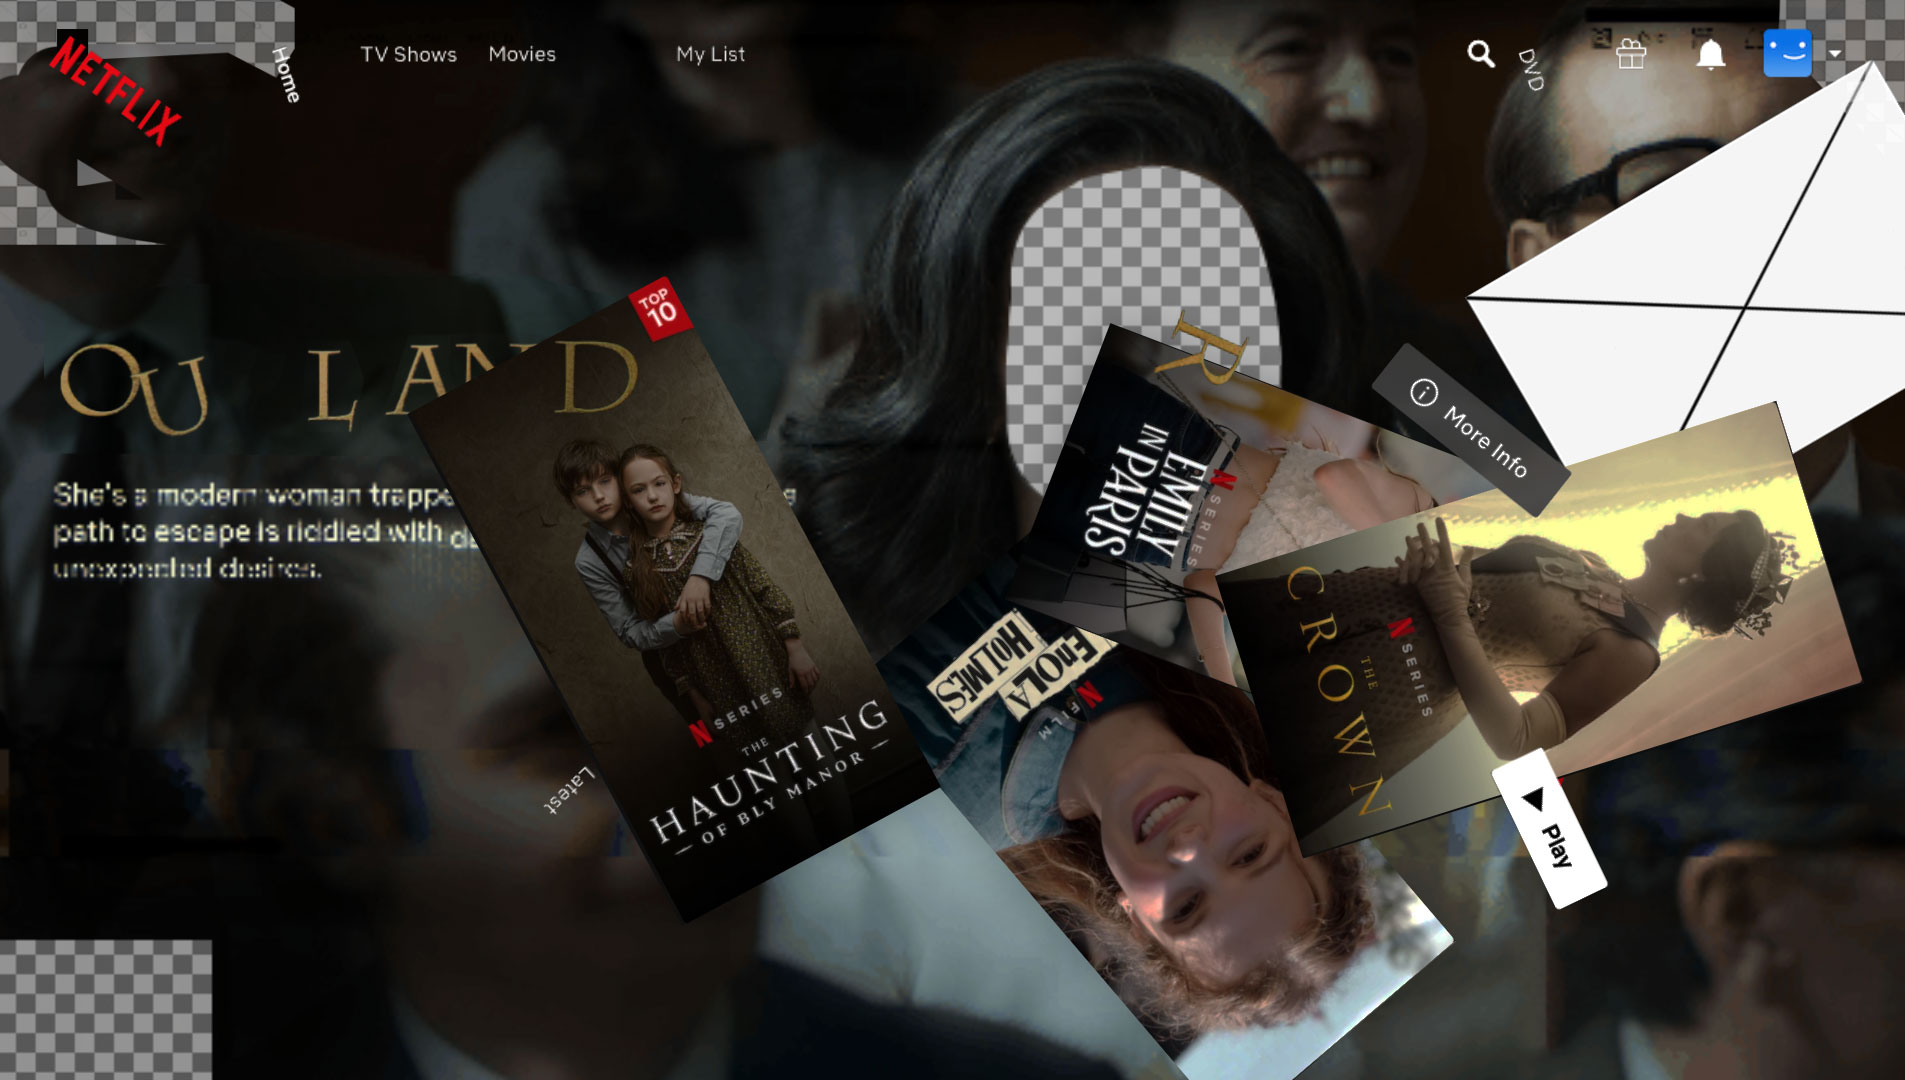 NETFLIX
Home
TV Shows
Movies
My List
DVD
TOP
10
OU LAND
R
More Info
She's a modern woman
path to escape is riddled with
unexpected desires.
EMILY
IN PARIS
N SERIES
ENOLA
HOLMES
N FILM
THE
CROWN
N SERIES
N SERIES
THE
HAUNTING
OF BLY MANOR
Latest
Play